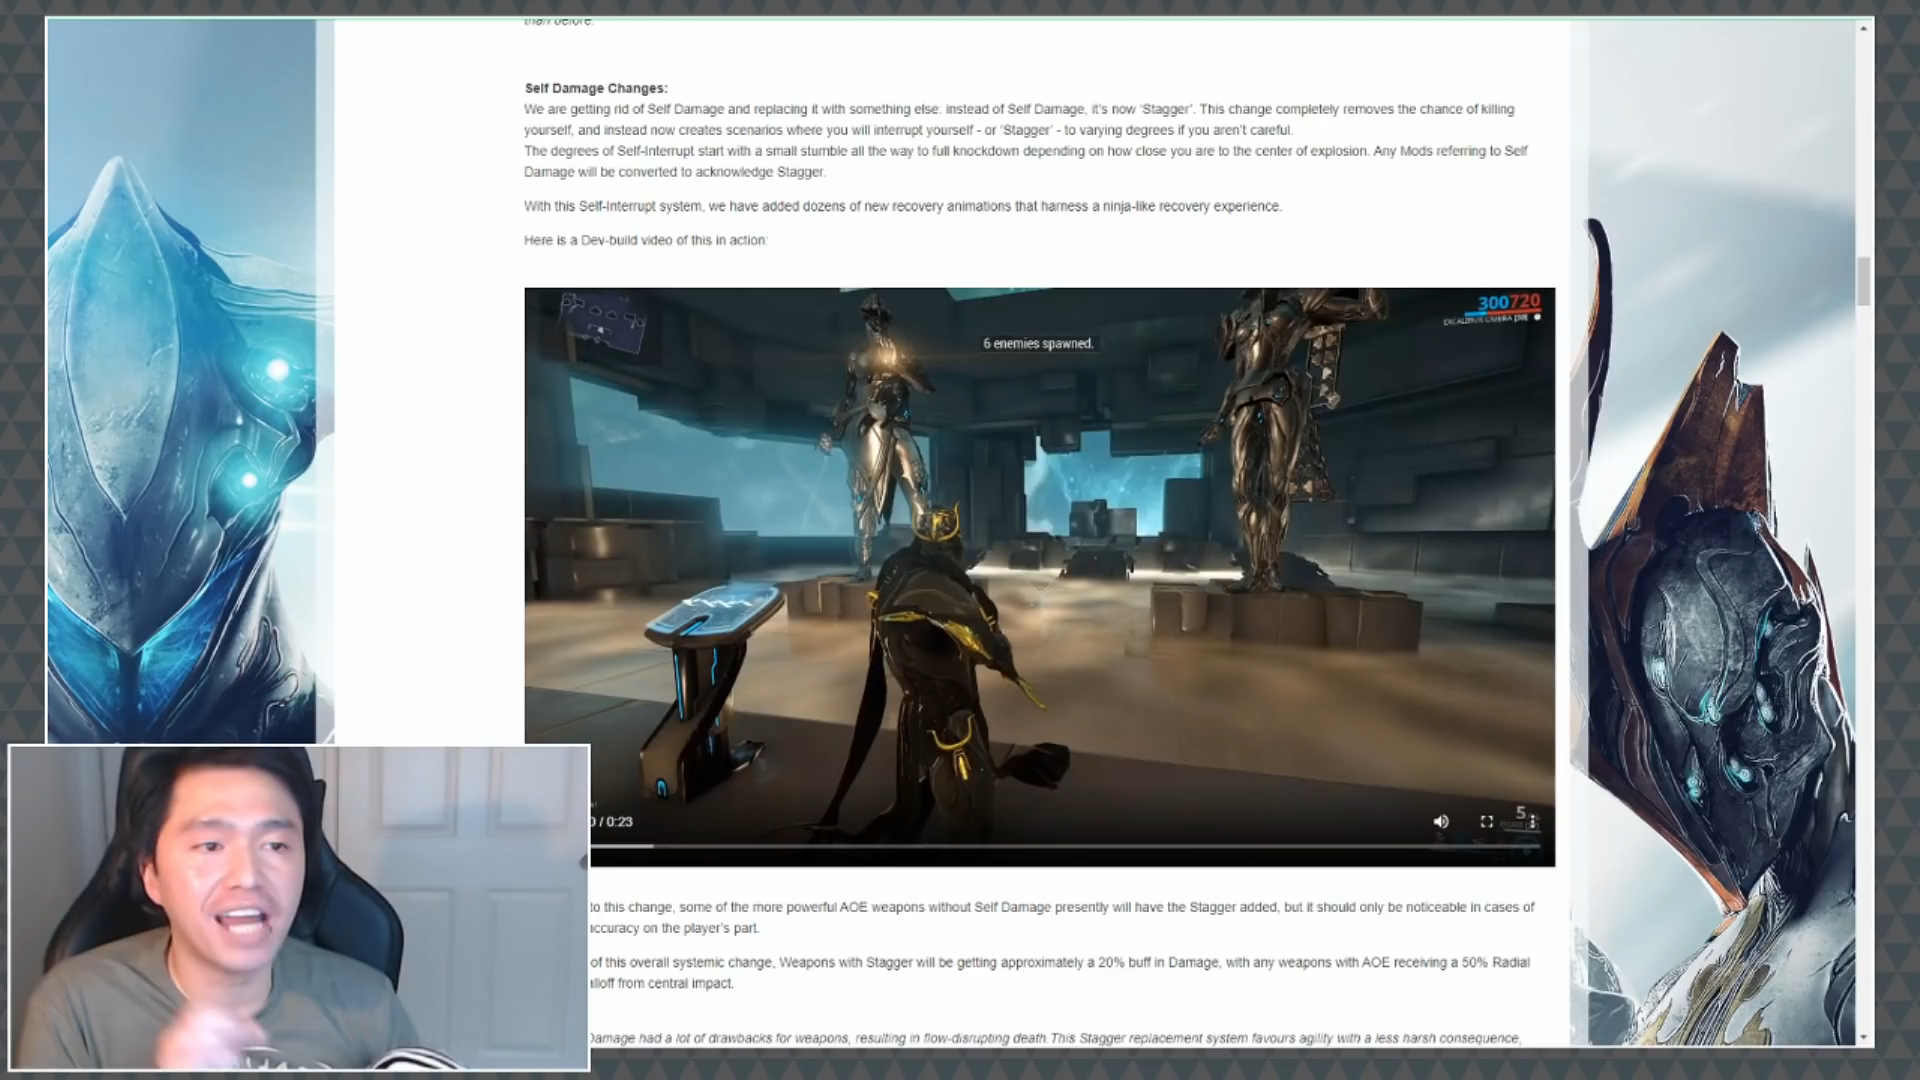 than before.
Self Damage Changes:
We are getting rid of Self Damage and replacing it with something else: instead of Self Damage, it's now 'Stagger'. This change completely removes the chance of killing
yourself, and instead now creates scenarios where you will interrupt yourself - or 'Stagger' - to varying degrees if you aren't careful.
The degrees of Self-Interrupt start with a small stumble all the way to full knockdown depending on how close you are to the center of explosion. Any Mods referring to Self
Damage will be converted to acknowledge Stagger.
With this Self-Interrupt system, we have added dozens of new recovery animations that harness a ninja-like recovery experience.
Here is a Dev-build video of this in action:
300 720
EXCALIBUR UMBRA [30]
6 enemies spawned.
/ 0:23
5
to this change, some of the more powerful AOE weapons without Self Damage presently will have the Stagger added, but it should only be noticeable in cases of
accuracy on the player's part.
of this overall systemic change, Weapons with Stagger will be getting approximately a 20% buff in Damage, with any weapons with AOE receiving a 50% Radial
alloff from central impact.
Damage had a lot of drawbacks for weapons, resulting in flow-disrupting death. This Stagger replacement system favours agility with a less harsh consequence,